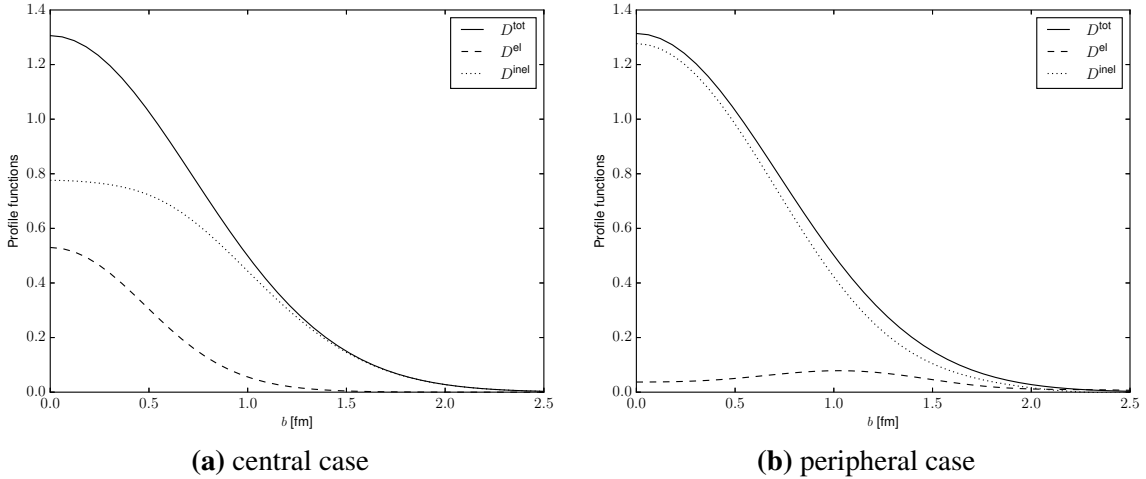 1.4
1.2
1.0
0.8
0.6
0.4
0.2
0.0
Profile functions
D^tot
D^el
D^inel
0.0 0.5 1.0 1.5 2.0 2.5
b [fm]
(a) central case
1.4
1.2
1.0
0.8
0.6
0.4
0.2
0.0
Profile functions
D^tot
D^el
D^inel
0.0 0.5 1.0 1.5 2.0 2.5
b [fm]
(b) peripheral case